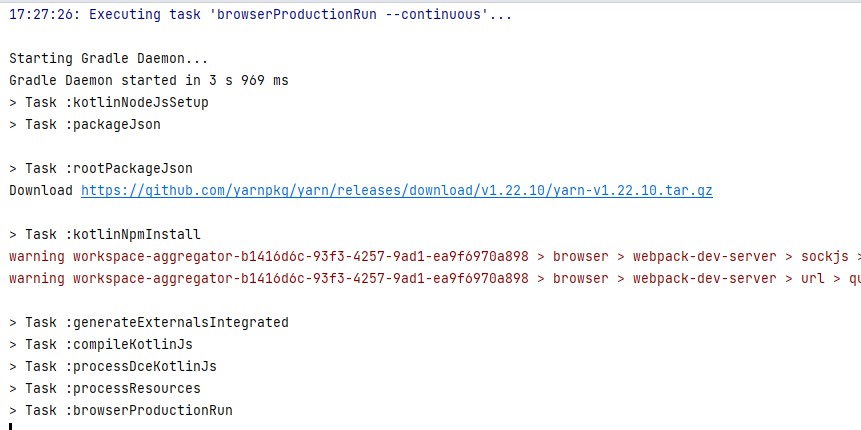 17:27:26: Executing task 'browserProductionRun --continuous'...
Starting Gradle Daemon...
Gradle Daemon started in 3 s 969 ms
> Task :kotlinNodeJsSetup
> Task :packageJson
> Task :rootPackageJson
Download https://github.com/yarnpkg/yarn/releases/download/v1.22.10/yarn-v1.22.10.tar.gz
> Task :kotlinNpmInstall
warning workspace-aggregator-b1416d6c-93f3-4257-9ad1-ea9f6970a898 > browser > webpack-dev-server > sockjs >
warning workspace-aggregator-b1416d6c-93f3-4257-9ad1-ea9f6970a898 > browser > webpack-dev-server > url >
> Task :generateExternalsIntegrated
> Task :compileKotlinJs
> Task :processDceKotlinJs
> Task :processResources
> Task :browserProductionRun